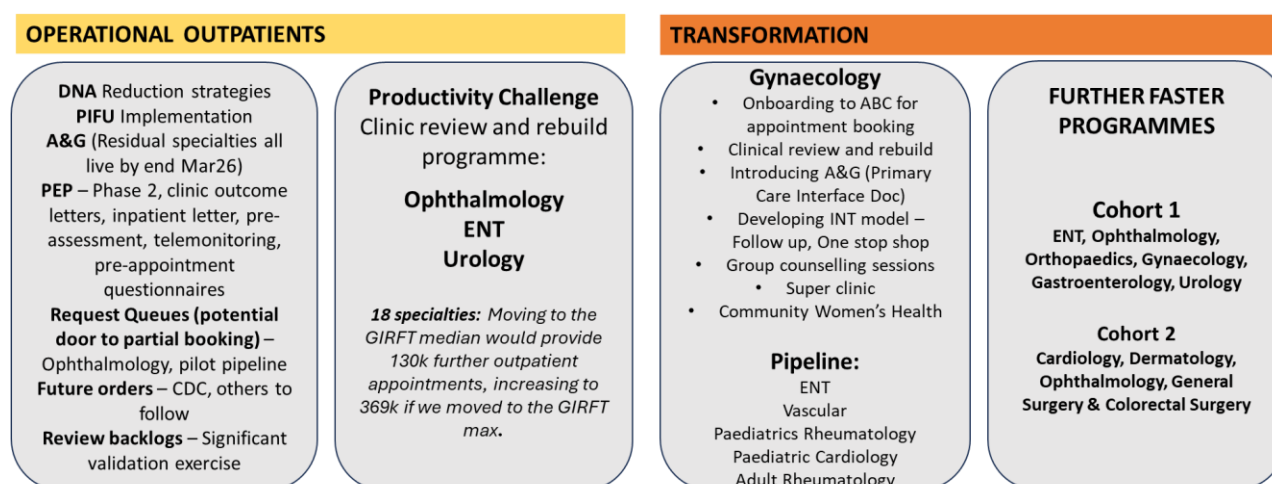 OPERATIONAL OUTPATIENTS
DNA Reduction strategies
PIFU Implementation
A&G (Residual specialties all
live by end Mar26)
PEP – Phase 2, clinic outcome
letters, inpatient letter, pre-
assessment, telemonitoring,
pre-appointment
questionnaires
Request Queues (potential
door to partial booking) –
Ophthalmology, pilot pipeline
Future orders – CDC, others to
follow
Review backlogs – Significant
validation exercise
Productivity Challenge
Clinic review and rebuild
programme:
Ophthalmology
ENT
Urology
18 specialties: Moving to the
GIRFT median would provide
130k further outpatient
appointments, increasing to
369k if we moved to the GIRFT
max.
TRANSFORMATION
Gynaecology
• Onboarding to ABC for
appointment booking
• Clinical review and rebuild
• Introducing A&G (Primary
Care Interface Doc)
• Developing INT model –
Follow up, One stop shop
• Group counselling sessions
• Super clinic
• Community Women’s Health
Pipeline:
ENT
Vascular
Paediatrics Rheumatology
Paediatric Cardiology
Adult Rheumatology
FURTHER FASTER
PROGRAMMES
Cohort 1
ENT, Ophthalmology,
Orthopaedics, Gynaecology,
Gastroenterology, Urology
Cohort 2
Cardiology, Dermatology,
Ophthalmology, General
Surgery & Colorectal Surgery